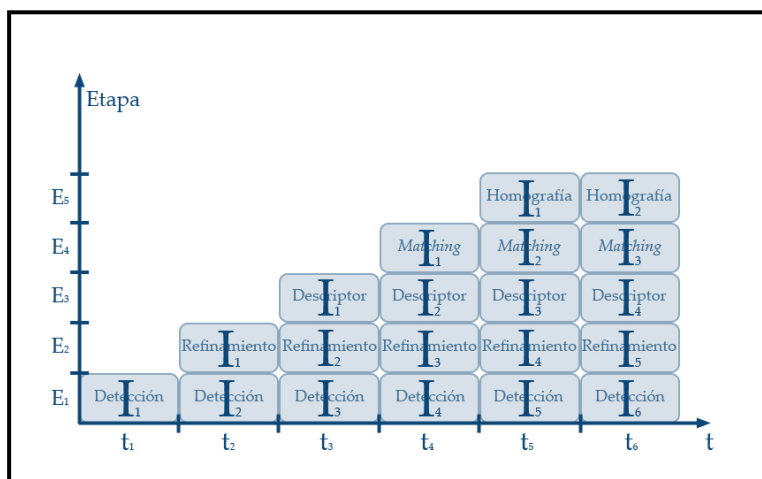 Etapa
E5 Homografía I1 Homografía I2
E4 Matching I1 Matching I2 Matching I3
E3 Descriptor I1 Descriptor I2 Descriptor I3 Descriptor I4
E2 Refinamiento I1 Refinamiento I2 Refinamiento I3 Refinamiento I4 Refinamiento I5
E1 Detección I1 Detección I2 Detección I3 Detección I4 Detección I5 Detección I6
t1 t2 t3 t4 t5 t6 t